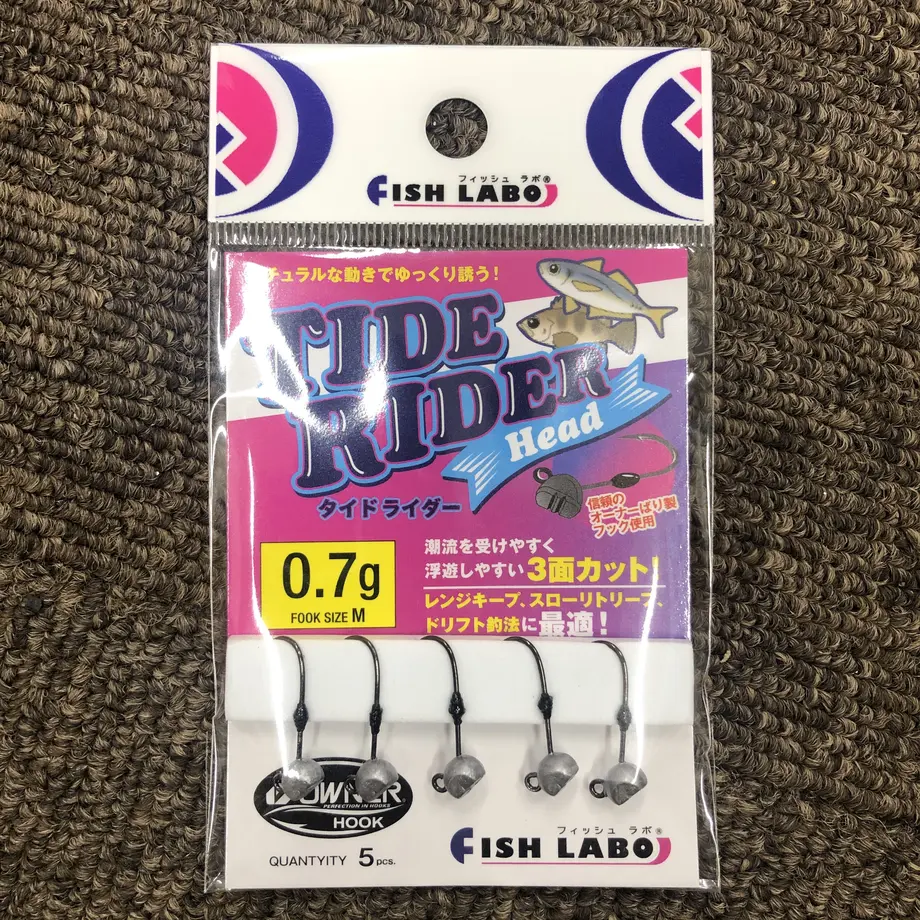 フィッシュ ラボ®
FISH LABO
チュラルな動きでゆっくり誘う!
TIDE
RIDER
Head
タイドライダー
信頼の
オーナーばり製
フック使用
0.7g
FOOK SIZE M
潮流を受けやすく
浮遊しやすい3面カット!
レンジキープ、スローリトリーブ、
ドリフト釣法に最適!
OWNER
PERFECTION IN HOOKS
HOOK
QUANTYITY 5pcs.
フィッシュ ラボ®
FISH LABO